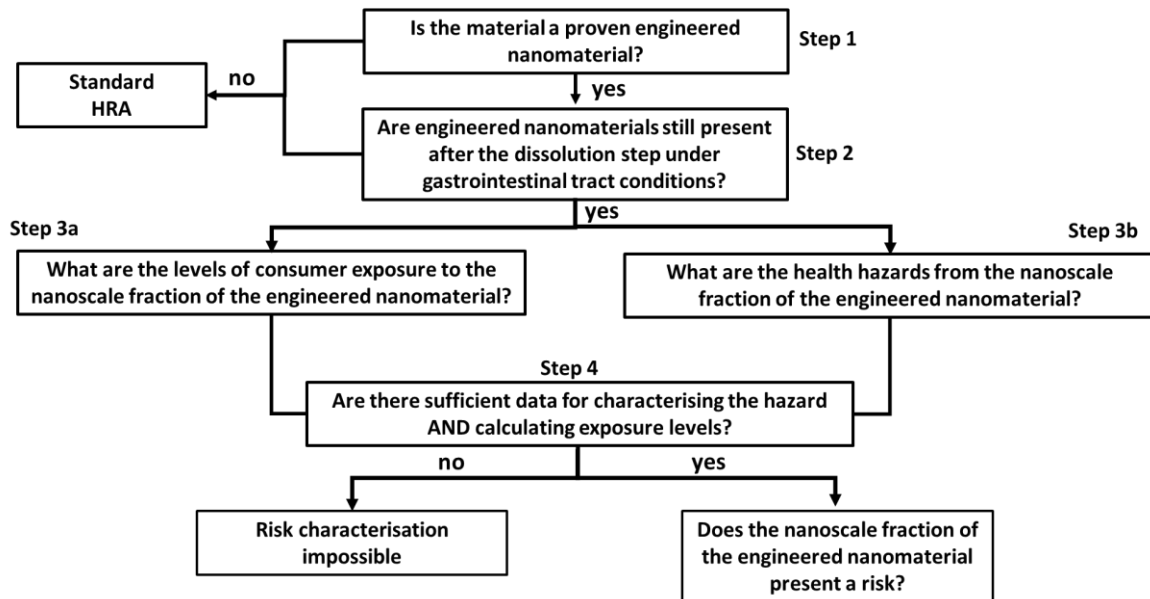 Is the material a proven engineered
nanomaterial?
Step 1
no
Standard
HRA
yes
Are engineered nanomaterials still present
after the dissolution step under
gastrointestinal tract conditions?
Step 2
yes
Step 3a
Step 3b
What are the levels of consumer exposure to the
nanoscale fraction of the engineered nanomaterial?
What are the health hazards from the nanoscale
fraction of the engineered nanomaterial?
Step 4
Are there sufficient data for characterising the hazard
AND calculating exposure levels?
no
yes
Risk characterisation
impossible
Does the nanoscale fraction of
the engineered nanomaterial
present a risk?